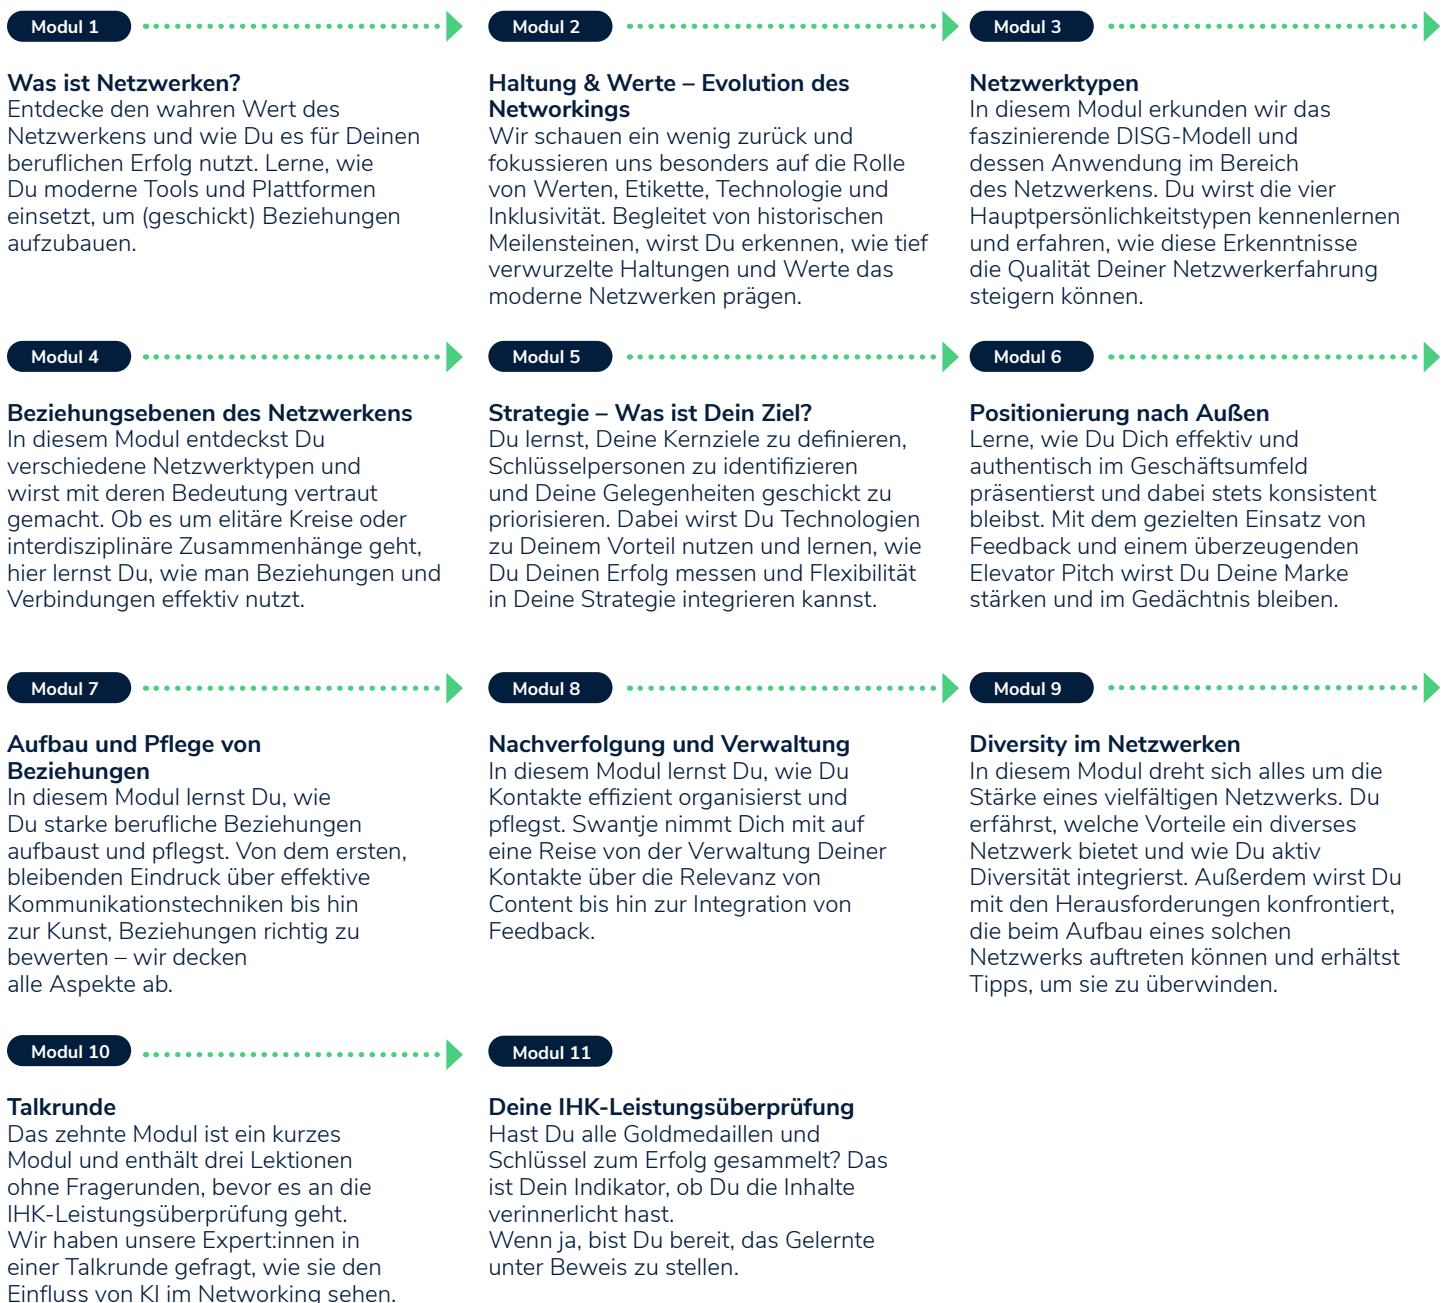 Modul 1
Was ist Netzwerken?
Entdecke den wahren Wert des
Netzwerkens und wie Du es für Deinen
beruflichen Erfolg nutzt. Lerne, wie
Du moderne Tools und Plattformen
einsetzt, um (geschickt) Beziehungen
aufzubauen.
Modul 2
Haltung & Werte – Evolution des
Networkings
Wir schauen ein wenig zurück und
fokussieren uns besonders auf die Rolle
von Werten, Etikette, Technologie und
Inklusivität. Begleitet von historischen
Meilensteinen, wirst Du erkennen, wie tief
verwurzelte Haltungen und Werte das
moderne Netzwerken prägen.
Modul 3
Netzwerktypen
In diesem Modul erkunden wir das
faszinierende DISG-Modell und
dessen Anwendung im Bereich
des Netzwerkens. Du wirst die vier
Hauptpersönlichkeitstypen kennenlernen
und erfahren, wie diese Erkenntnisse
die Qualität Deiner Netzwerkerfahrung
steigern können.
Modul 4
Beziehungsebenen des Netzwerkens
In diesem Modul entdeckst Du
verschiedene Netzwerktypen und
wirst mit deren Bedeutung vertraut
gemacht. Ob es um elitäre Kreise oder
interdisziplinäre Zusammenhänge geht,
hier lernst Du, wie man Beziehungen und
Verbindungen effektiv nutzt.
Modul 5
Strategie – Was ist Dein Ziel?
Du lernst, Deine Kernziele zu definieren,
Schlüsselpersonen zu identifizieren
und Deine Gelegenheiten geschickt zu
priorisieren. Dabei wirst Du Technologien
zu Deinem Vorteil nutzen und lernen, wie
Du Deinen Erfolg messen und Flexibilität
in Deine Strategie integrieren kannst.
Modul 6
Positionierung nach Außen
Lerne, wie Du Dich effektiv und
authentisch im Geschäftsumfeld
präsentierst und dabei stets konsistent
bleibst. Mit dem gezielten Einsatz von
Feedback und einem überzeugenden
Elevator Pitch wirst Du Deine Marke
stärken und im Gedächtnis bleiben.
Modul 7
Aufbau und Pflege von
Beziehungen
In diesem Modul lernst Du, wie
Du starke berufliche Beziehungen
aufbaust und pflegst. Von dem ersten,
bleibenden Eindruck über effektive
Kommunikationstechniken bis hin
zur Kunst, Beziehungen richtig zu
bewerten – wir decken
alle Aspekte ab.
Modul 8
Nachverfolgung und Verwaltung
In diesem Modul lernst Du, wie Du
Kontakte effizient organisierst und
pflegst. Swantje nimmt Dich mit auf
eine Reise von der Verwaltung Deiner
Kontakte über die Relevanz von
Content bis hin zur Integration von
Feedback.
Modul 9
Diversity im Netzwerken
In diesem Modul dreht sich alles um die
Stärke eines vielfältigen Netzwerks. Du
erfährst, welche Vorteile ein diverses
Netzwerk bietet und wie Du aktiv
Diversität integrierst. Außerdem wirst Du
mit den Herausforderungen konfrontiert,
die beim Aufbau eines solchen
Netzwerks auftreten können und erhältst
Tipps, um sie zu überwinden.
Modul 10
Talkrunde
Das zehnte Modul ist ein kurzes
Modul und enthält drei Lektionen
ohne Fragerunden, bevor es an die
IHK-Leistungsüberprüfung geht.
Wir haben unsere Expert:innen in
einer Talkrunde gefragt, wie sie den
Einfluss von KI im Networking sehen.
Modul 11
Deine IHK-Leistungsüberprüfung
Hast Du alle Goldmedaillen und
Schlüssel zum Erfolg gesammelt? Das
ist Dein Indikator, ob Du die Inhalte
verinnerlicht hast.
Wenn ja, bist Du bereit, das Gelernte
unter Beweis zu stellen.